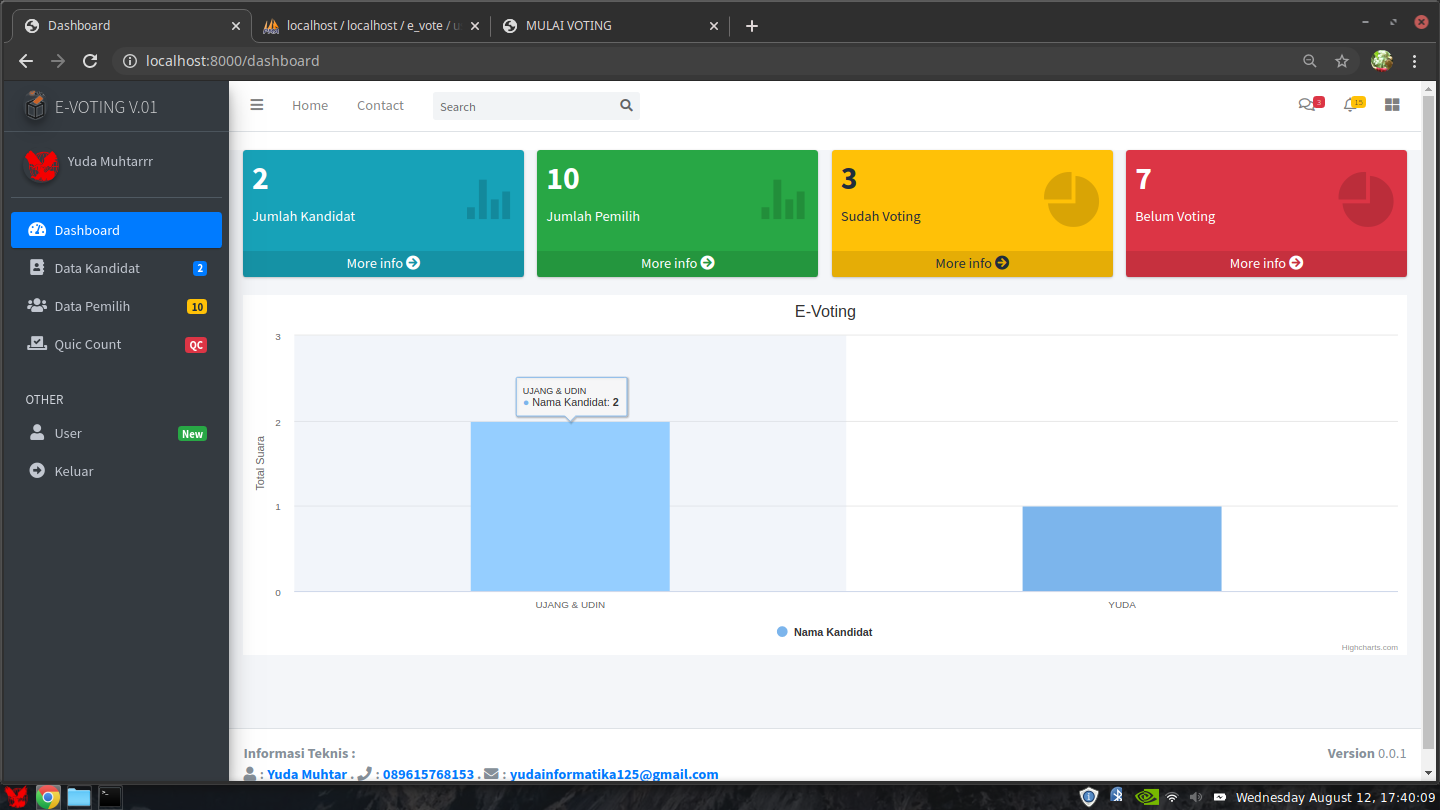 Dashboard
localhost / localhost / e_vote / u
MULAI VOTING
localhost:8000/dashboard
E-VOTING V.01
Home
Contact
Search
3
15
Yuda Muhtarrr
Dashboard
Data Kandidat 2
Data Pemilih 10
Quic Count QC
OTHER
User New
Keluar
2
Jumlah Kandidat
More info
10
Jumlah Pemilih
More info
3
Sudah Voting
More info
7
Belum Voting
More info
E-Voting
3
2
1
0
Total Suara
UJANG & UDIN
● Nama Kandidat: 2
UJANG & UDIN
YUDA
Nama Kandidat
Highcharts.com
Informasi Teknis :
Version 0.0.1
: Yuda Muhtar . : 089615768153 . : yudainformatika125@gmail.com
Wednesday August 12, 17:40:09